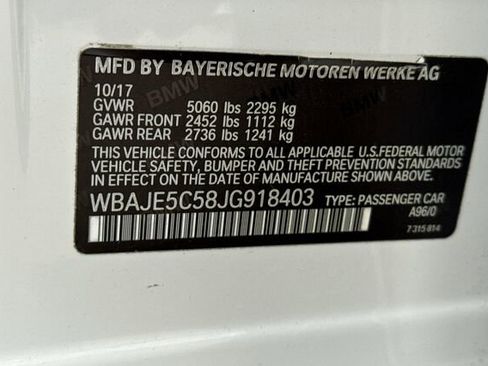 MFD BY BAYERISCHE MOTOREN WERKE AG
10/17
GVWR 5060 lbs 2295 kg
GAWR FRONT 2452 lbs 1112 kg
GAWR REAR 2736 lbs 1241 kg
THIS VEHICLE CONFORMS TO ALL APPLICABLE U.S.FEDERAL MOTOR
VEHICLE SAFETY, BUMPER AND THEFT PREVENTION STANDARDS
IN EFFECT ON THE DATE OF MANUFACTURE SHOWN ABOVE.
WBAJE5C58JG918403 TYPE: PASSENGER CAR
A96/0
7 315 814
BMW
BMW
BMW